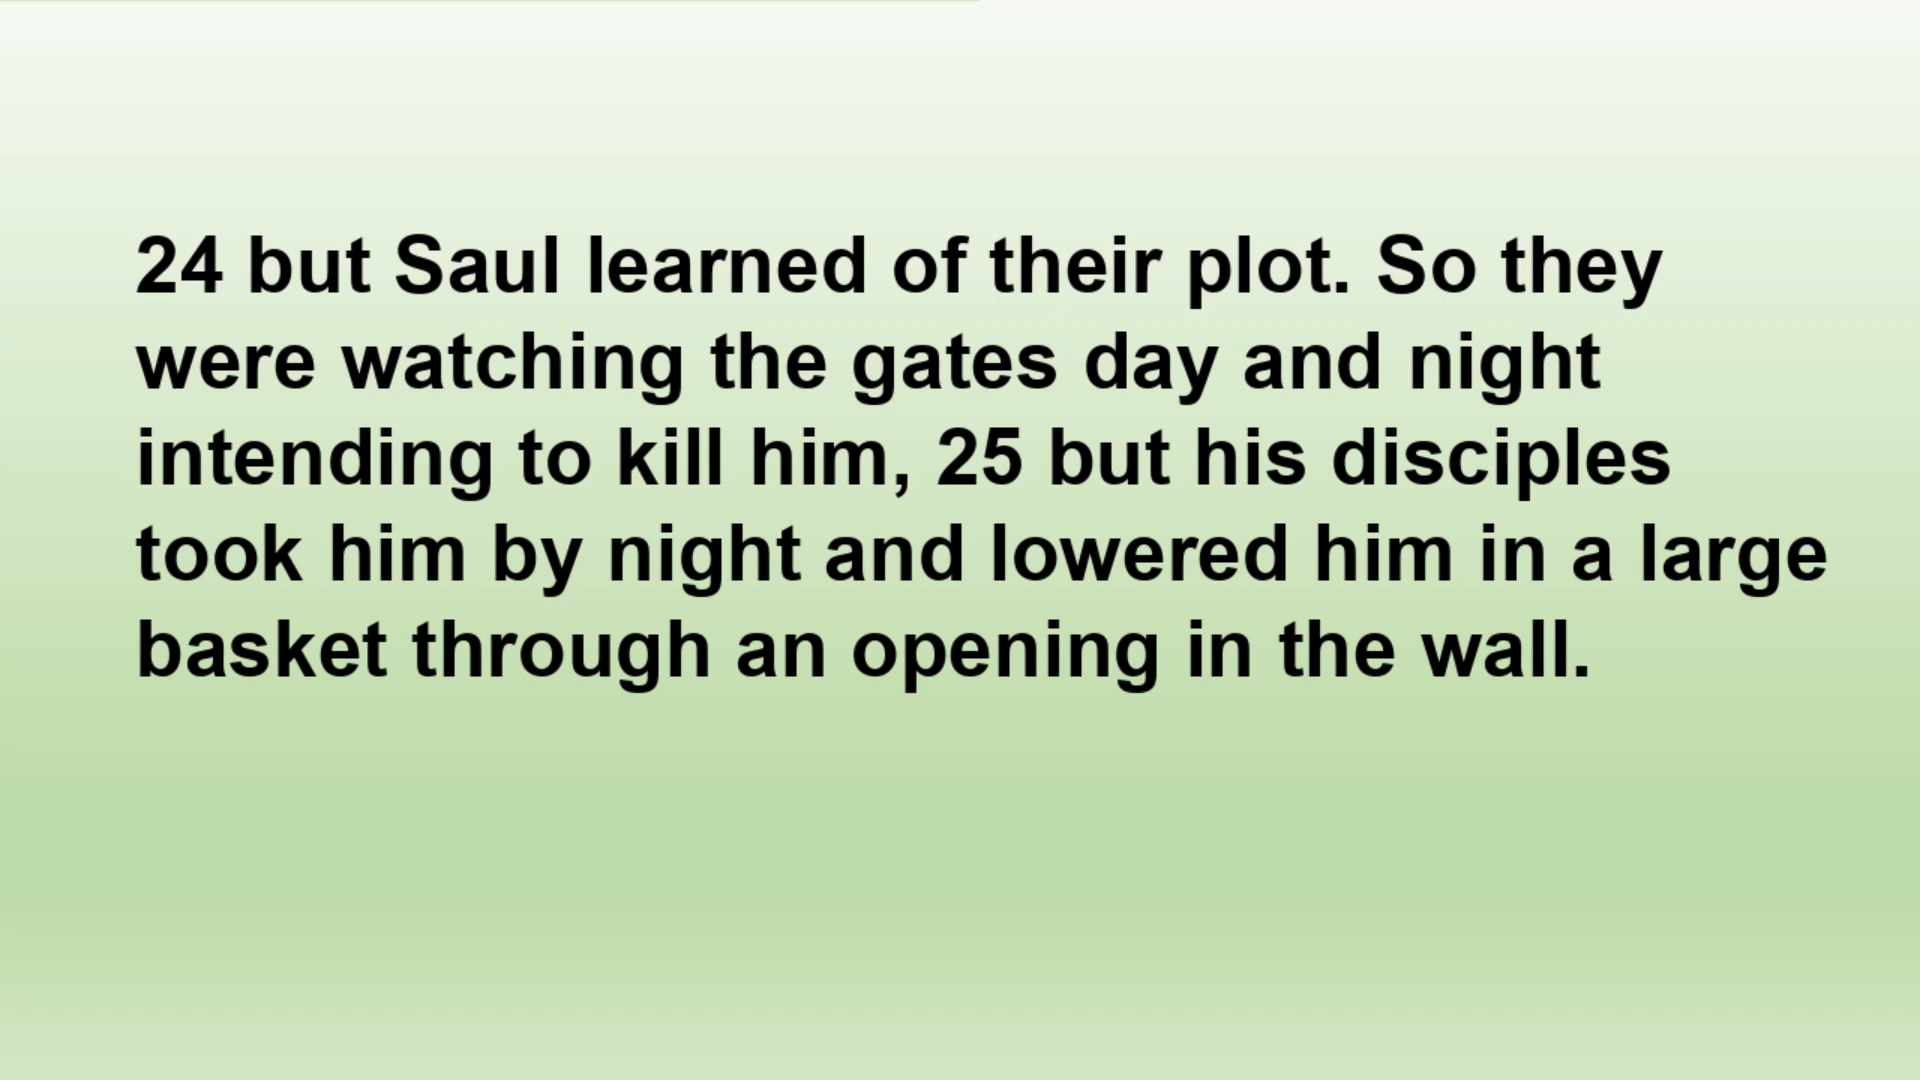 24 but Saul learned of their plot. So they
were watching the gates day and night
intending to kill him, 25 but his disciples
took him by night and lowered him in a large
basket through an opening in the wall.